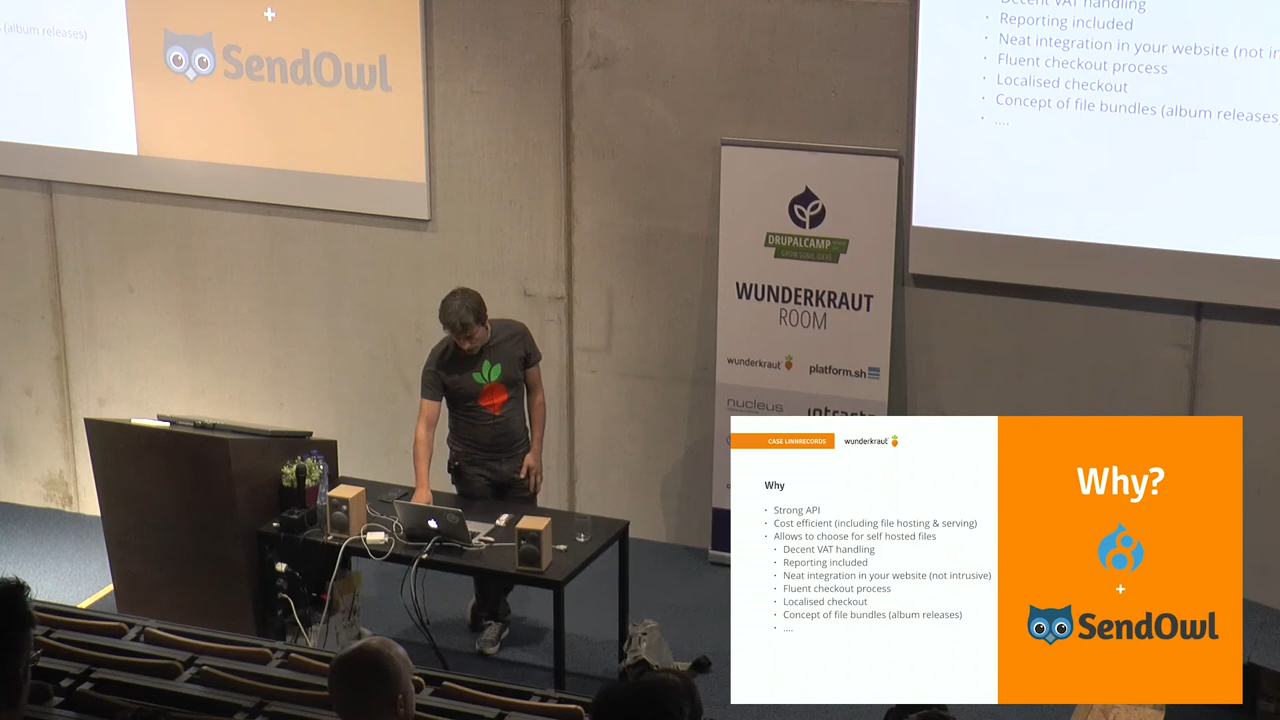 s (album releases)
+
SendOwl
Decent VAT handling
Reporting included
Neat integration in your website (not in
Fluent checkout process
Localised checkout
Concept of file bundles (album releases
....
DRUPALCAMP
WUNDERKRAUT
ROOM
wunderkraut
platform.sh
nucleus
CASE LINNRECORDS
wunderkraut
Why
Strong API
Cost efficient (including file hosting & serving)
Allows to choose for self hosted files
Decent VAT handling
Reporting included
Neat integration in your website (not intrusive)
Fluent checkout process
Localised checkout
Concept of file bundles (album releases)
....
Why?
+
SendOwl